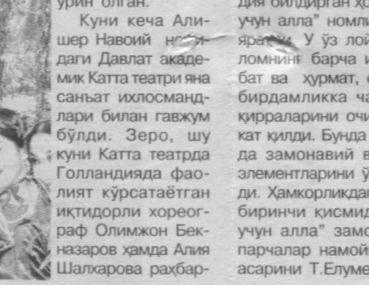 урин олган.
Куни кеча Али-
шер Навоий номи-
даги Давлат акаде-
мик Катта театри яна
санъат ихлосманд-
лари билан гавжум
бўлди. Зеро, шу
куни Катта театрда
Голландияда фао-
лият кўрсатаётган
иқтидорли хореог-
раф Олимжон Бек-
назаров ҳамда Алия
Шалхарова раҳбар-
дия билдирган
учун алла" номли
У ўз лой
ломнинг барча и
бат ва ҳурмат,
бирдамликка ча
қирраларини очи
кат қилди. Бунда
да замонавий в
элементларини ў
ди. Ҳамкорликда
биринчи қисмид
учун алла" замо
парчалар намой
асарини Т.Елуме